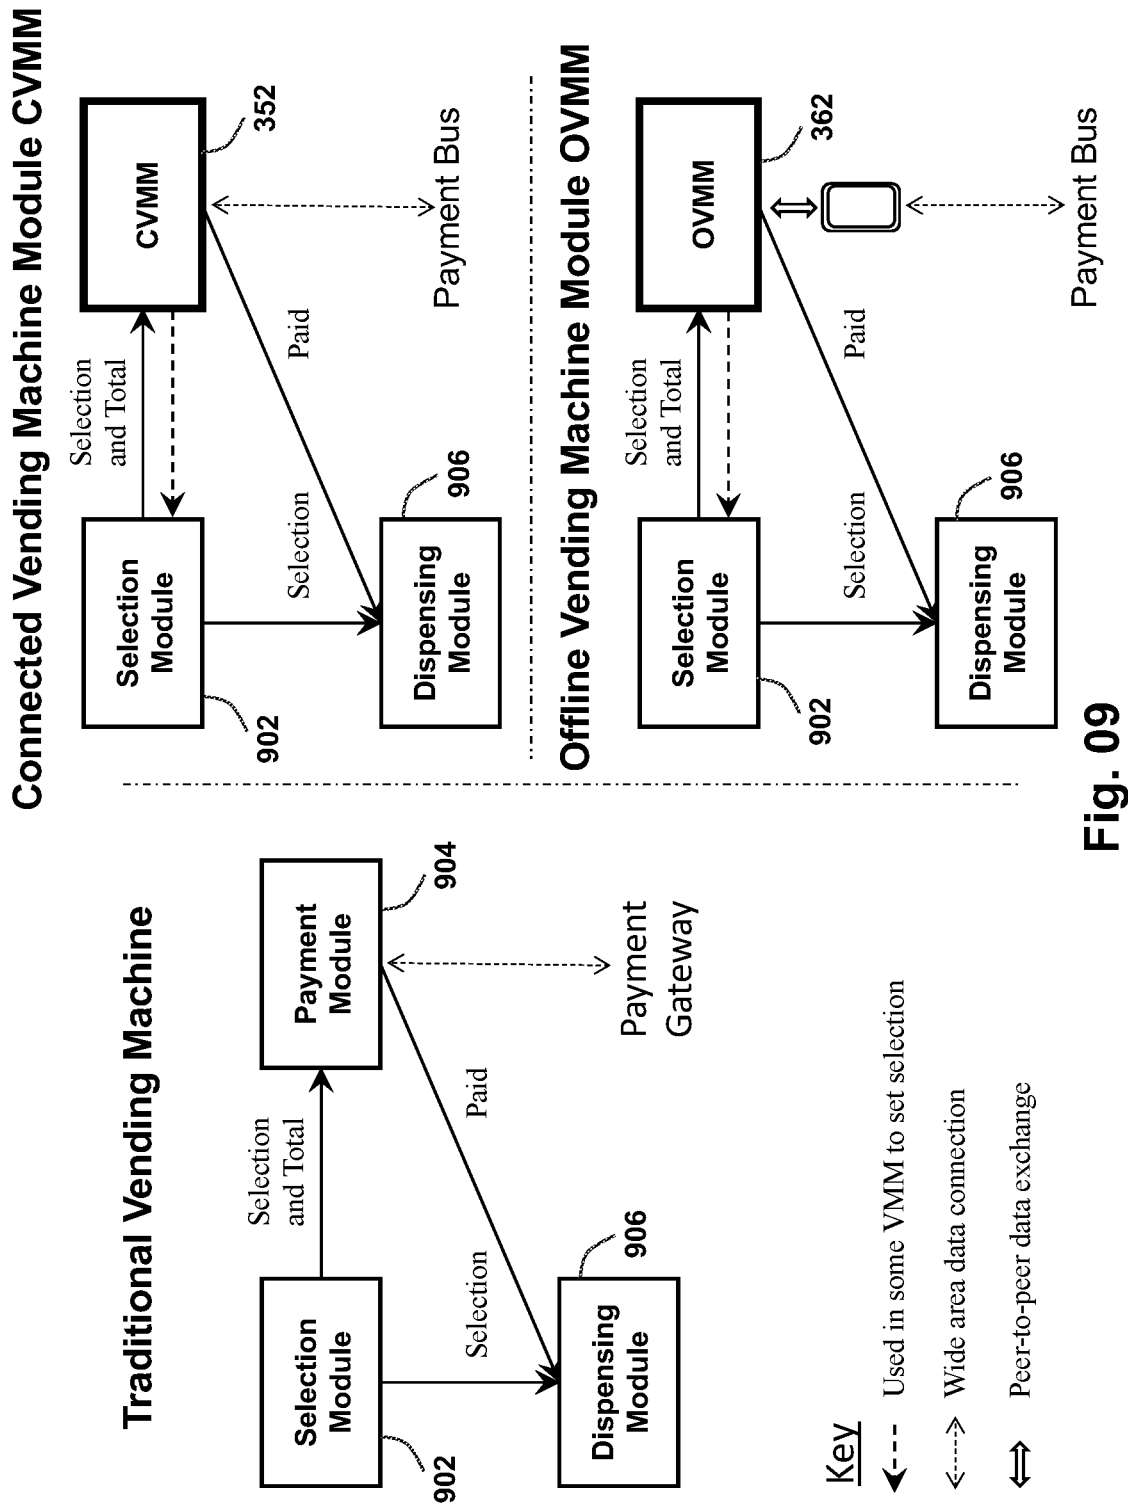 Traditional Vending Machine
Selection
Module
902
Selection
and Total
Payment
Module
904
Selection
Paid
Dispensing
Module
906
Payment
Gateway
Key
Used in some VMM to set selection
Wide area data connection
Peer-to-peer data exchange
Connected Vending Machine Module CVMM
Selection
Module
902
Selection
and Total
CVMM
352
Selection
Paid
Dispensing
Module
906
Payment Bus
Offline Vending Machine Module OVMM
Selection
Module
902
Selection
and Total
OVMM
362
Selection
Paid
Dispensing
Module
906
Payment Bus
Fig. 09